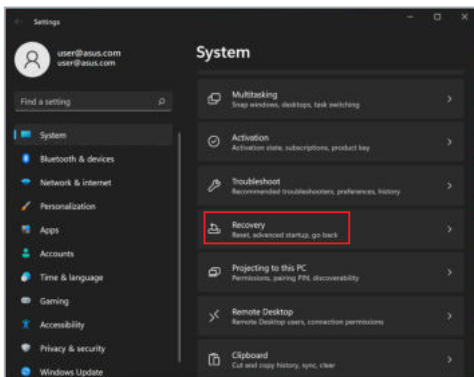 Settings
user@asus.com
user@asus.com
Find a setting
System
Bluetooth & devices
Network & internet
Personalization
Apps
Accounts
Time & language
Gaming
Accessibility
Privacy & security
Windows Update
System
Multitasking
Snap windows, desktops, task switching
Activation
Activation state, subscriptions, product key
Troubleshoot
Recommended troubleshooters, preferences, history
Recovery
Reset, advanced startup, go back
Projecting to this PC
Permissions, pairing PIN, discoverability
Remote Desktop
Remote Desktop users, connection permissions
Clipboard
Cut and copy history, sync, clear